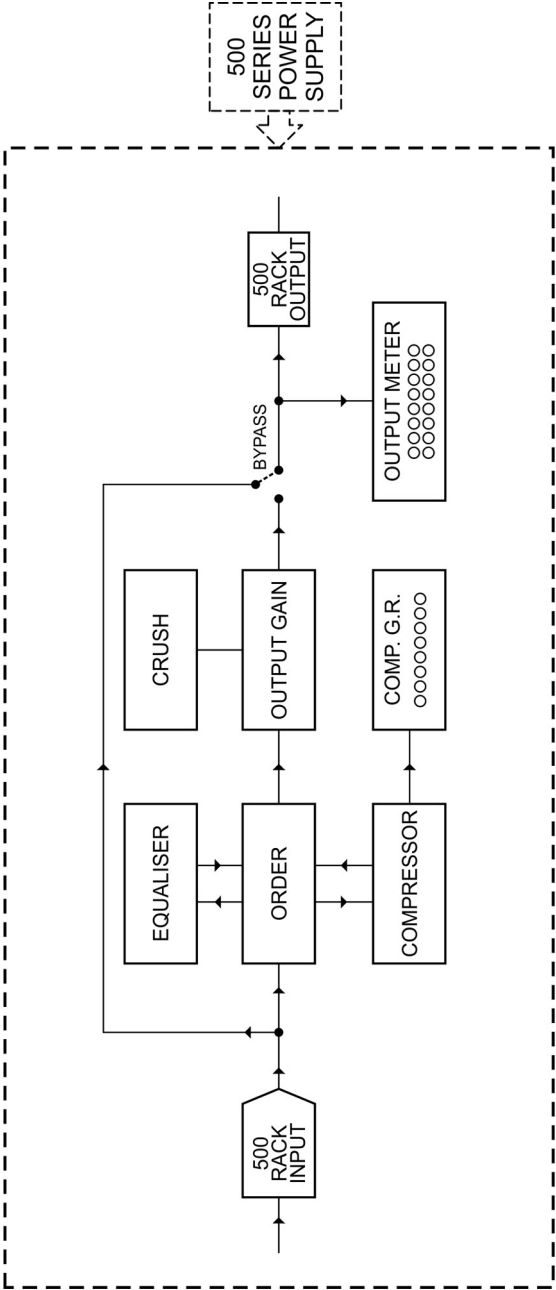 500
RACK
INPUT
EQUALISER
ORDER
COMPRESSOR
CRUSH
OUTPUT GAIN
COMP. G.R.
BYPASS
OUTPUT METER
500
RACK
OUTPUT
500
SERIES
POWER
SUPPLY